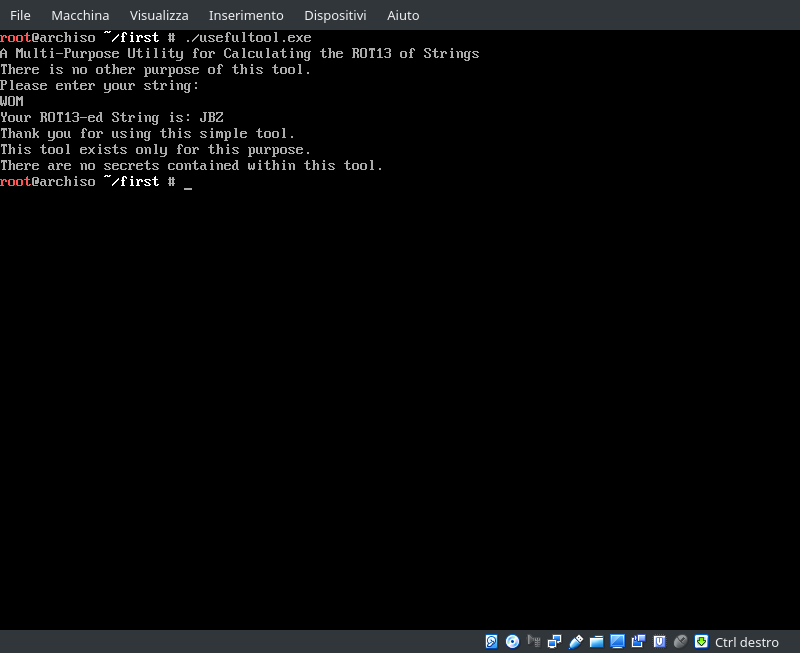 File Macchina Visualizza Inserimento Dispositivi Aiuto
root@archiso ~/first # ./usefultool.exe
A Multi-Purpose Utility for Calculating the ROT13 of Strings
There is no other purpose of this tool.
Please enter your string:
WOM
Your ROT13-ed String is: JBZ
Thank you for using this simple tool.
This tool exists only for this purpose.
There are no secrets contained within this tool.
root@archiso ~/first # _
Ctrl destro